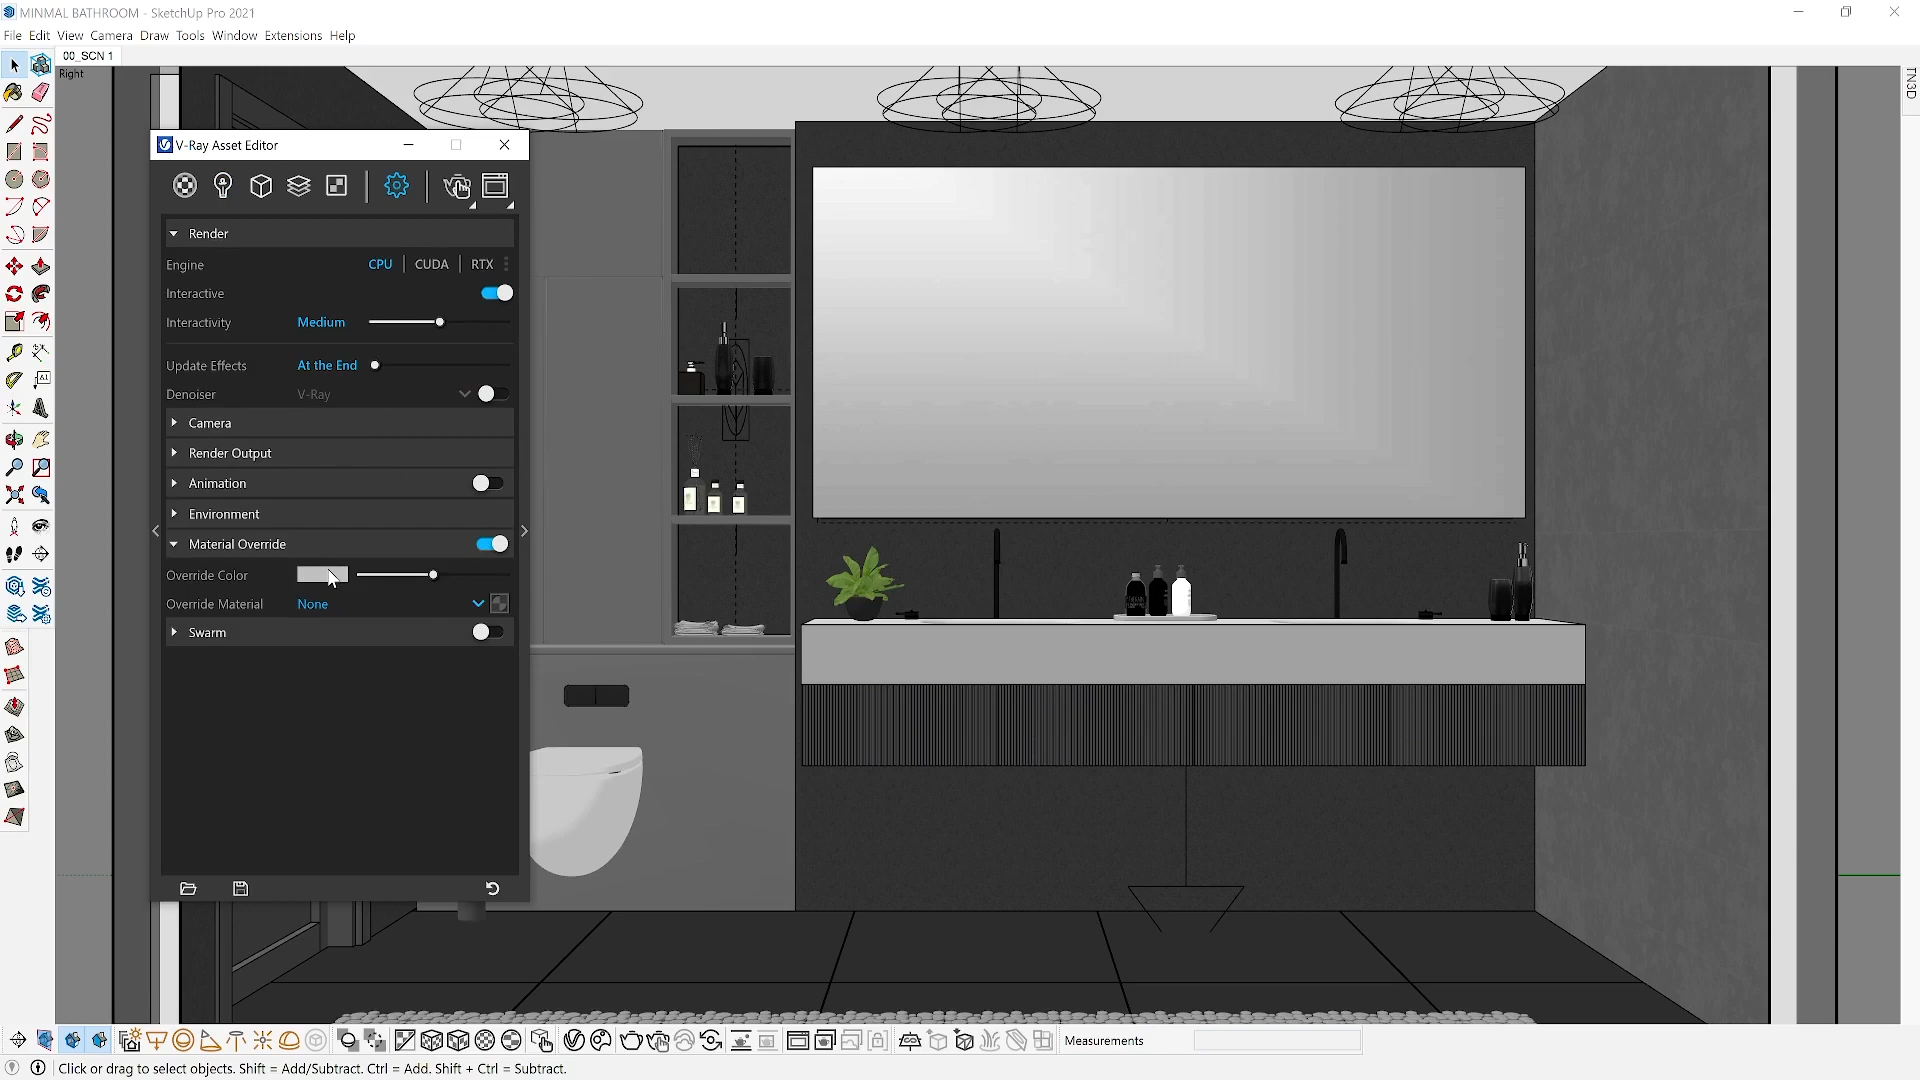 MINMAL BATHROOM - SketchUp Pro 2021
File Edit View Camera Draw Tools Window Extensions Help
00_SCN 1
Right
TN3D
V-Ray Asset Editor
Render
Engine CPU CUDA RTX
Interactive
Interactivity Medium
Update Effects At the End
Denoiser V-Ray
Camera
Render Output
Animation
Environment
Material Override
Override Color
Override Material None
Swarm
Measurements
Click or drag to select objects. Shift = Add/Subtract. Ctrl = Add. Shift + Ctrl = Subtract.